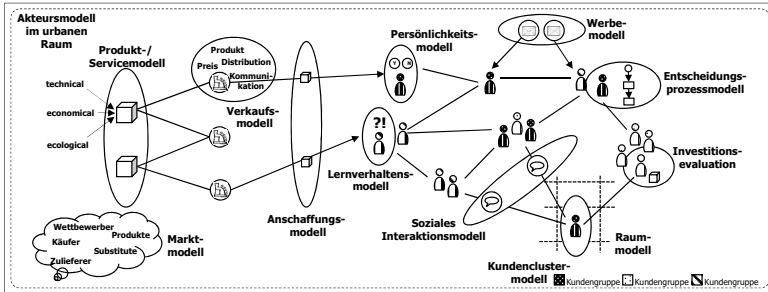 Akteursmodell
im urbanen
Raum
Produkt-/
Servicemodell
technical
economical
ecological
Produkt
Distribution
Preis
Kommuni-
kation
Verkaufs-
modell
Anschaffungs-
modell
Persönlichkeits-
modell
Y
N
?!
Lernverhaltens-
modell
Werbe-
modell
Entscheidungs-
prozessmodell
Investitions-
evaluation
Soziales
Interaktionsmodell
Raum-
modell
Kundencluster-
modell
Wettbewerber
Produkte
Käufer
Substitute
Zulieferer
Markt-
modell
Kundengruppe
Kundengruppe
Kundengruppe